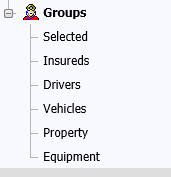 Groups
Selected
Insureds
Drivers
Vehicles
Property
Equipment